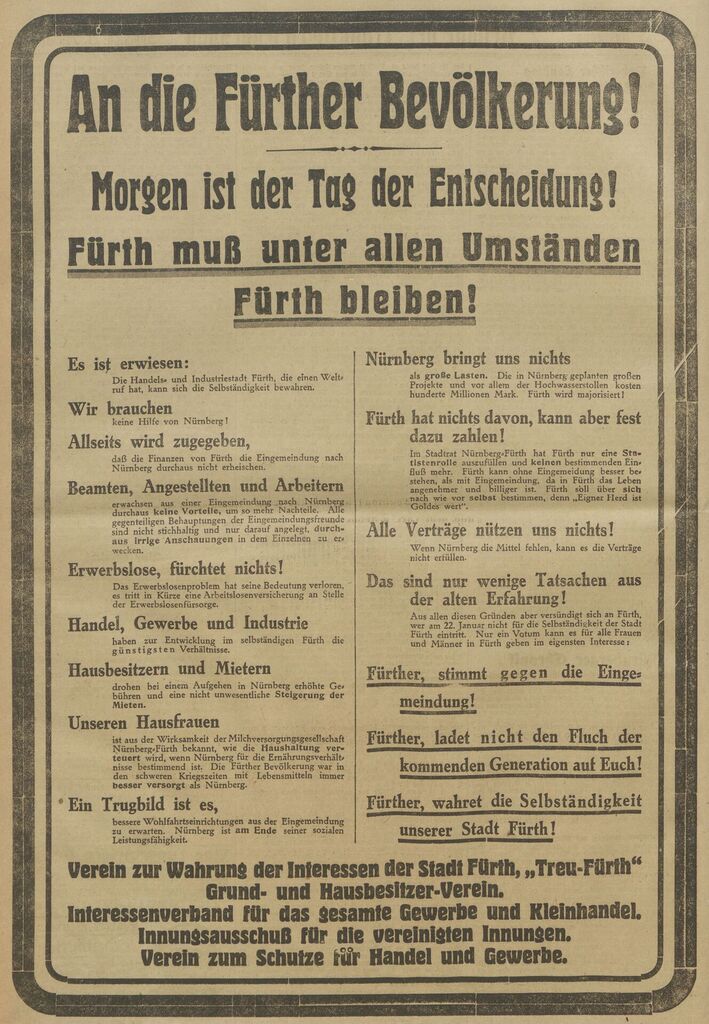 An die Fürther Bevölkerung!
Morgen ist der Tag der Entscheidung!
Fürth muß unter allen Umständen
Fürth bleiben!
Es ist erwiesen:
Die Handels- und Industriestadt Fürth, die einen Welt-
ruf hat, kann sich die Selbständigkeit bewahren.
Wir brauchen
keine Hilfe von Nürnberg!
Allseits wird zugegeben,
daß die Finanzen von Fürth die Eingemeindung nach
Nürnberg durchaus nicht erheischen.
Beamten, Angestellten und Arbeitern
erwachsen aus einer Eingemeindung nach Nürnberg
durchaus keine Vorteile, um so mehr Nachteile. Alle
gegenteiligen Behauptungen der Eingemeindungsfreunde
sind nicht stichhaltig und nur darauf angelegt, durch-
aus irrige Anschauungen in dem Einzelnen zu er-
wecken.
Erwerbslose, fürchtet nichts!
Das Erwerbslosenproblem hat seine Bedeutung verloren,
es tritt in Kürze eine Arbeitslosenversicherung an Stelle
der Erwerbslosenfürsorge.
Handel, Gewerbe und Industrie
haben zur Entwicklung im selbständigen Fürth die
günstigsten Verhältnisse.
Hausbesitzern und Mietern
drohen bei einem Aufgehen in Nürnberg erhöhte Ge-
bühren und eine nicht unwesentliche Steigerung der
Mieten.
Unseren Hausfrauen
ist aus der Wirksamkeit der Milchversorgungsgesellschaft
Nürnberg-Fürth bekannt, wie die Haushaltung ver-
teuert wird, wenn Nürnberg für die Ernährungsverhält-
nisse bestimmend ist. Die Fürther Bevölkerung war in
den schweren Kriegszeiten mit Lebensmitteln immer
besser versorgt als Nürnberg.
Ein Trugbild ist es,
bessere Wohlfahrtseinrichtungen aus der Eingemeindung
zu erwarten. Nürnberg ist am Ende seiner sozialen
Leistungsfähigkeit.
Nürnberg bringt uns nichts
als große Lasten. Die in Nürnberg geplanten großen
Projekte und vor allem der Hochwasserstollen kosten
hunderte Millionen Mark. Fürth wird majorisiert!
Fürth hat nichts davon, kann aber fest
dazu zahlen!
Im Stadtrat Nürnberg-Fürth hat Fürth nur eine Sta-
tistenrolle auszufüllen und keinen bestimmenden Ein-
fluß mehr. Fürth kann ohne Eingemeindung besser be-
stehen, als mit Eingemeindung, da in Fürth das Leben
angenehmer und billiger ist. Fürth soll über sich
nach wie vor selbst bestimmen, denn „Eigner Herd ist
Goldes wert“.
Alle Verträge nützen uns nichts!
Wenn Nürnberg die Mittel fehlen, kann es die Verträge
nicht erfüllen.
Das sind nur wenige Tatsachen aus
der alten Erfahrung!
Aus allen diesen Gründen aber versündigt sich an Fürth,
wer am 22. Januar nicht für die Selbständigkeit der Stadt
Fürth eintritt. Nur ein Votum kann es für alle Frauen
und Männer in Fürth geben im eigensten Interesse:
Fürther, stimmt gegen die Einge-
meindung!
Fürther, ladet nicht den Fluch der
kommenden Generation auf Euch!
Fürther, wahret die Selbständigkeit
unserer Stadt Fürth!
Verein zur Wahrung der Interessen der Stadt Fürth, „Treu-Fürth“
Grund- und Hausbesitzer-Verein.
Interessenverband für das gesamte Gewerbe und Kleinhandel.
Innungsausschuß für die vereinigten Innungen.
Verein zum Schutze für Handel und Gewerbe.